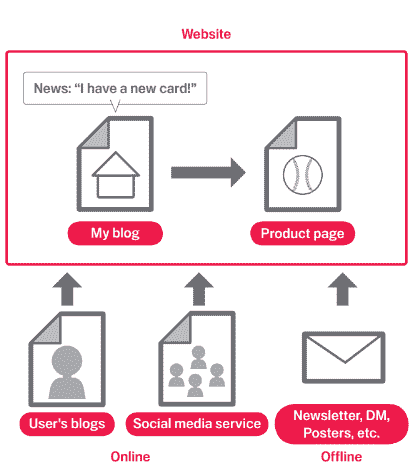 Website
News: “I have a new card!”
My blog
Product page
User's blogs
Social media service
Newsletter, DM,
Posters, etc.
Online
Offline